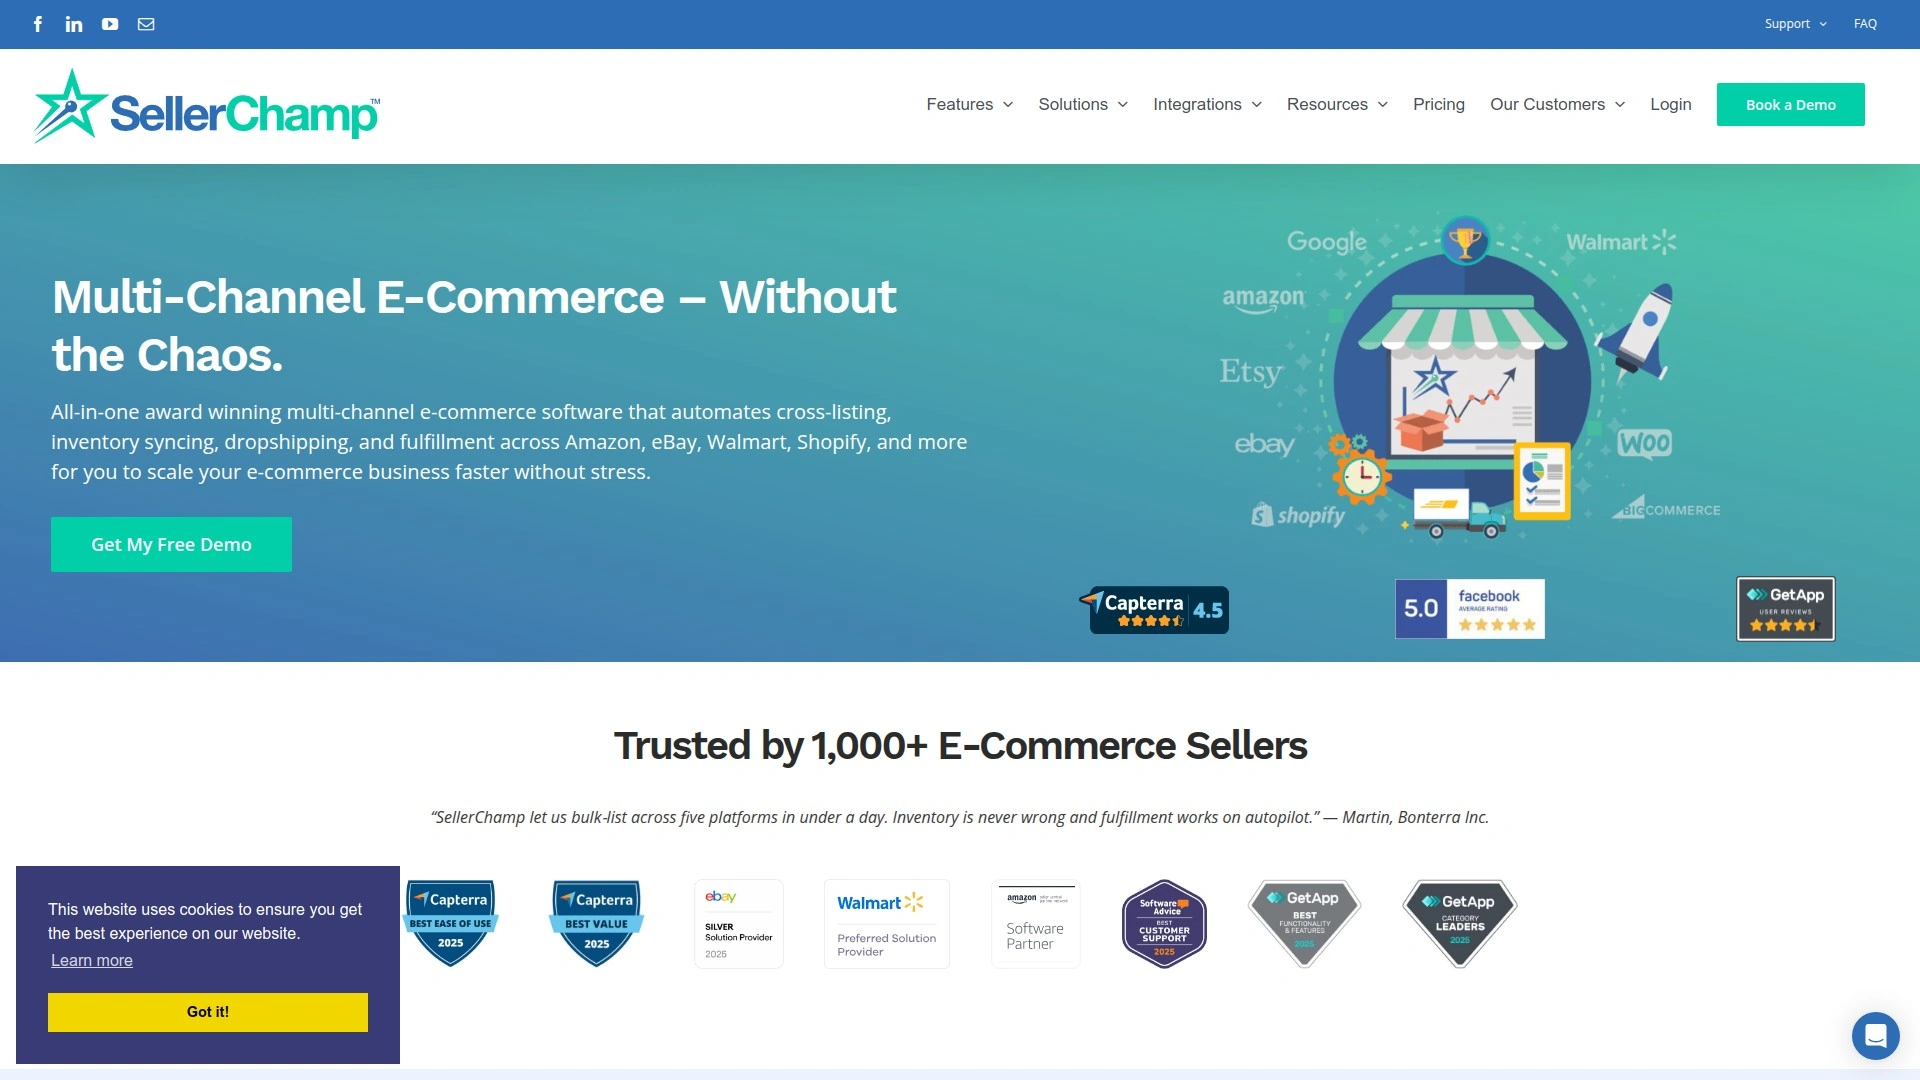 Support
FAQ
SellerChamp™
Features
Solutions
Integrations
Resources
Pricing
Our Customers
Login
Book a Demo
Multi-Channel E-Commerce – Without
the Chaos.
All-in-one award winning multi-channel e-commerce software that automates cross-listing,
inventory syncing, dropshipping, and fulfillment across Amazon, eBay, Walmart, Shopify, and more
for you to scale your e-commerce business faster without stress.
Get My Free Demo
Google
Walmart
amazon
Etsy
ebay
WOO
shopify
BIGCOMMERCE
Capterra 4.5
5.0 facebook
AVERAGE RATING
GetApp
USER REVIEWS
Trusted by 1,000+ E-Commerce Sellers
“SellerChamp let us bulk-list across five platforms in under a day. Inventory is never wrong and fulfillment works on autopilot.” — Martin, Bonterra Inc.
Capterra
BEST EASE OF USE
2025
Capterra
BEST VALUE
2025
ebay
SILVER
Solution Provider
2025
Walmart
Preferred Solution
Provider
amazon
Software
Partner
Software
Advice
BEST
CUSTOMER
SUPPORT
2025
GetApp
BEST
FUNCTIONALITY
& FEATURES
2025
GetApp
CATEGORY
LEADERS
2025
This website uses cookies to ensure you get
the best experience on our website.
Learn more
Got it!